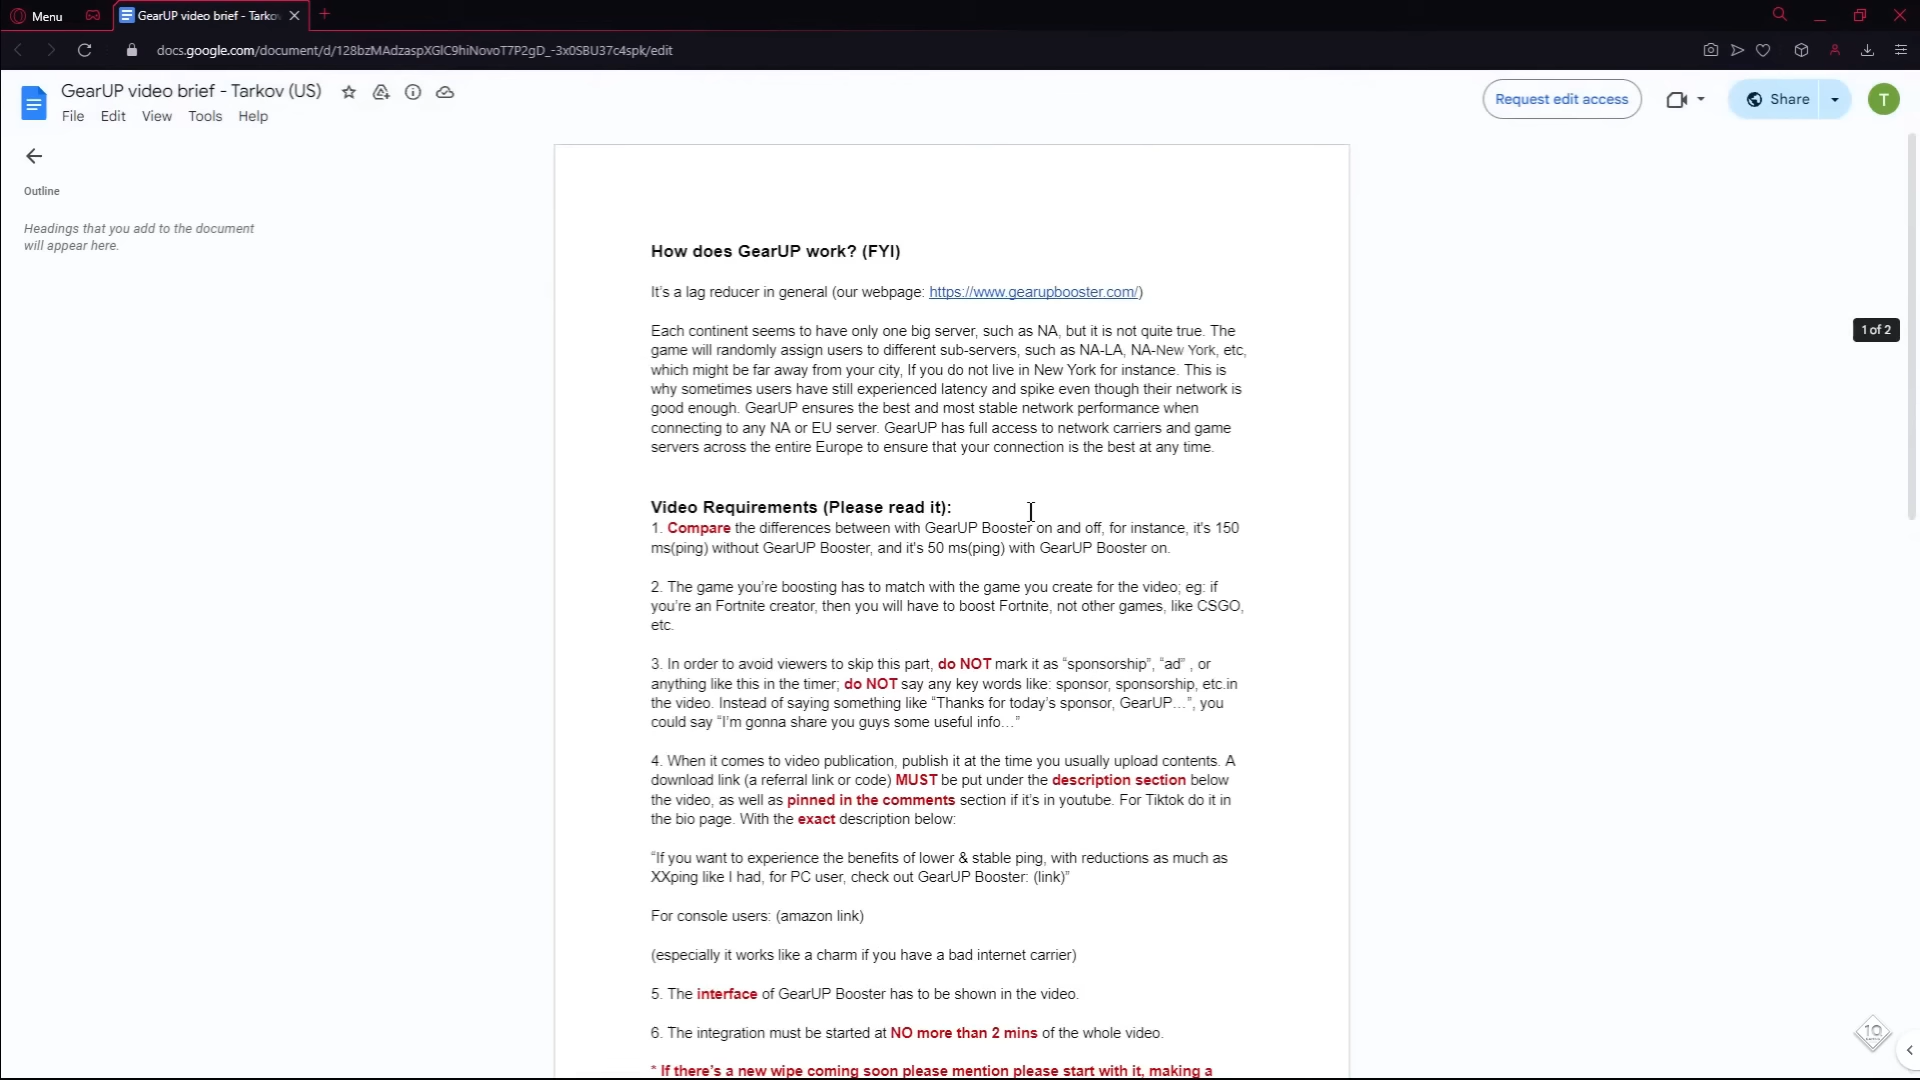 Menu
GearUP video brief - Tarko
docs.google.com/document/d/128bzMAdzaspXGlC9hiNovoT7P2gD_-3x0SBU37c4spk/edit
GearUP video brief - Tarkov (US)
File Edit View Tools Help
Request edit access
Share
T
Outline
Headings that you add to the document
will appear here.
1 of 2
How does GearUP work? (FYI)
It's a lag reducer in general (our webpage: https://www.gearupbooster.com/)
Each continent seems to have only one big server, such as NA, but it is not quite true. The
game will randomly assign users to different sub-servers, such as NA-LA, NA-New York, etc,
which might be far away from your city, If you do not live in New York for instance. This is
why sometimes users have still experienced latency and spike even though their network is
good enough. GearUP ensures the best and most stable network performance when
connecting to any NA or EU server. GearUP has full access to network carriers and game
servers across the entire Europe to ensure that your connection is the best at any time.
Video Requirements (Please read it):
1. Compare the differences between with GearUP Booster on and off, for instance, it's 150
ms(ping) without GearUP Booster, and it's 50 ms(ping) with GearUP Booster on.
2. The game you're boosting has to match with the game you create for the video; eg: if
you're an Fortnite creator, then you will have to boost Fortnite, not other games, like CSGO,
etc.
3. In order to avoid viewers to skip this part, do NOT mark it as “sponsorship”, “ad” , or
anything like this in the timer; do NOT say any key words like: sponsor, sponsorship, etc.in
the video. Instead of saying something like “Thanks for today's sponsor, GearUP…”, you
could say “I'm gonna share you guys some useful info…”
4. When it comes to video publication, publish it at the time you usually upload contents. A
download link (a referral link or code) MUST be put under the description section below
the video, as well as pinned in the comments section if it's in youtube. For Tiktok do it in
the bio page. With the exact description below:
“If you want to experience the benefits of lower & stable ping, with reductions as much as
XXping like I had, for PC user, check out GearUP Booster: (link)”
For console users: (amazon link)
(especially it works like a charm if you have a bad internet carrier)
5. The interface of GearUP Booster has to be shown in the video.
6. The integration must be started at NO more than 2 mins of the whole video.
* If there's a new wipe coming soon please mention please start with it, making a